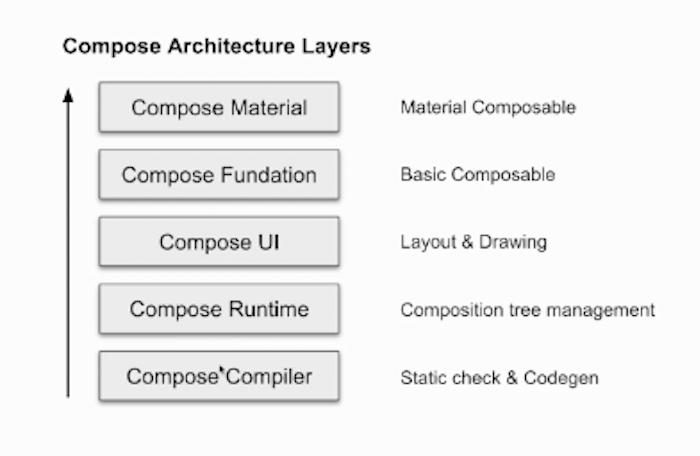 Compose Architecture Layers
Compose Material
Material Composable
Compose Fundation
Basic Composable
Compose UI
Layout & Drawing
Compose Runtime
Composition tree management
Compose Compiler
Static check & Codegen